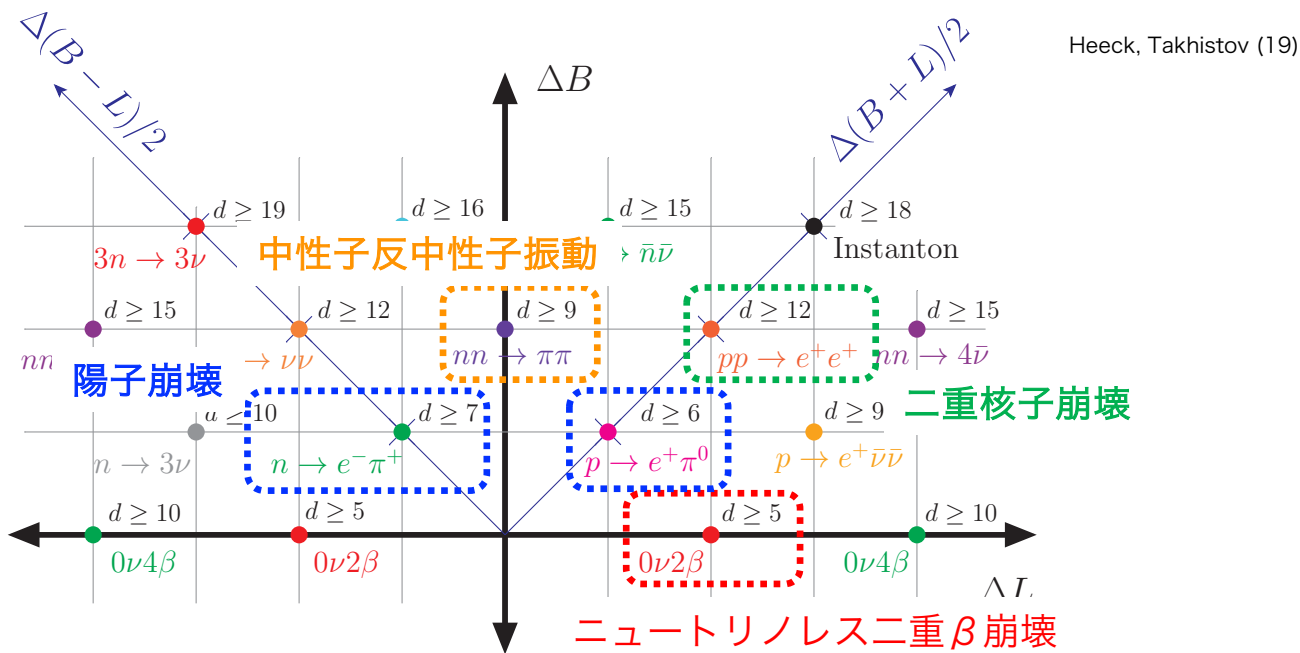 Heeck, Takhistov (19)
Δ(B − L)/2
ΔB
Δ(B + L)/2
d ≥ 19
d ≥ 16
d ≥ 15
d ≥ 18
3n → 3ν
中性子反中性子振動
→ n̄ν̄
Instanton
d ≥ 15
d ≥ 12
d ≥ 9
d ≥ 12
d ≥ 15
nn
→ νν
nn → ππ
pp → e⁺e⁺
nn → 4ν̄
陽子崩壊
二重核子崩壊
10
d ≥ 7
d ≥ 6
d ≥ 9
n → 3ν
n → e⁻π⁺
p → e⁺π⁰
p → e⁺ν̄ν̄
d ≥ 10
d ≥ 5
d ≥ 5
d ≥ 10
0ν4β
0ν2β
0ν2β
0ν4β
ニュートリノレス二重β崩壊